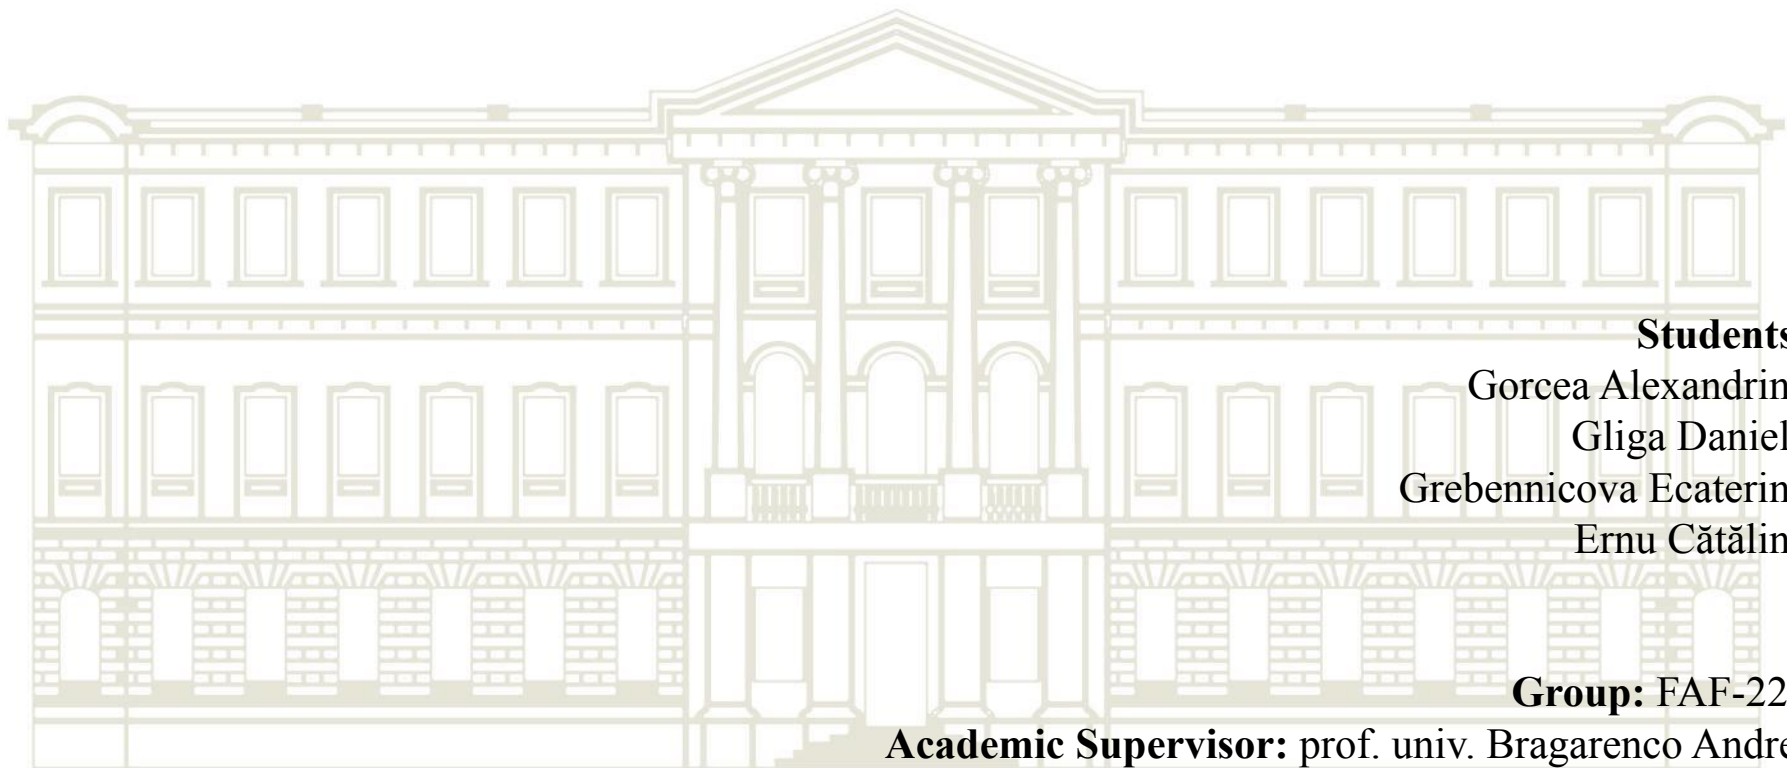 Students
Gorcea Alexandrin
Gliga Daniel
Grebennicova Ecaterin
Ernu Cătălin
Group: FAF-22
Academic Supervisor: prof. univ. Bragarenco Andre